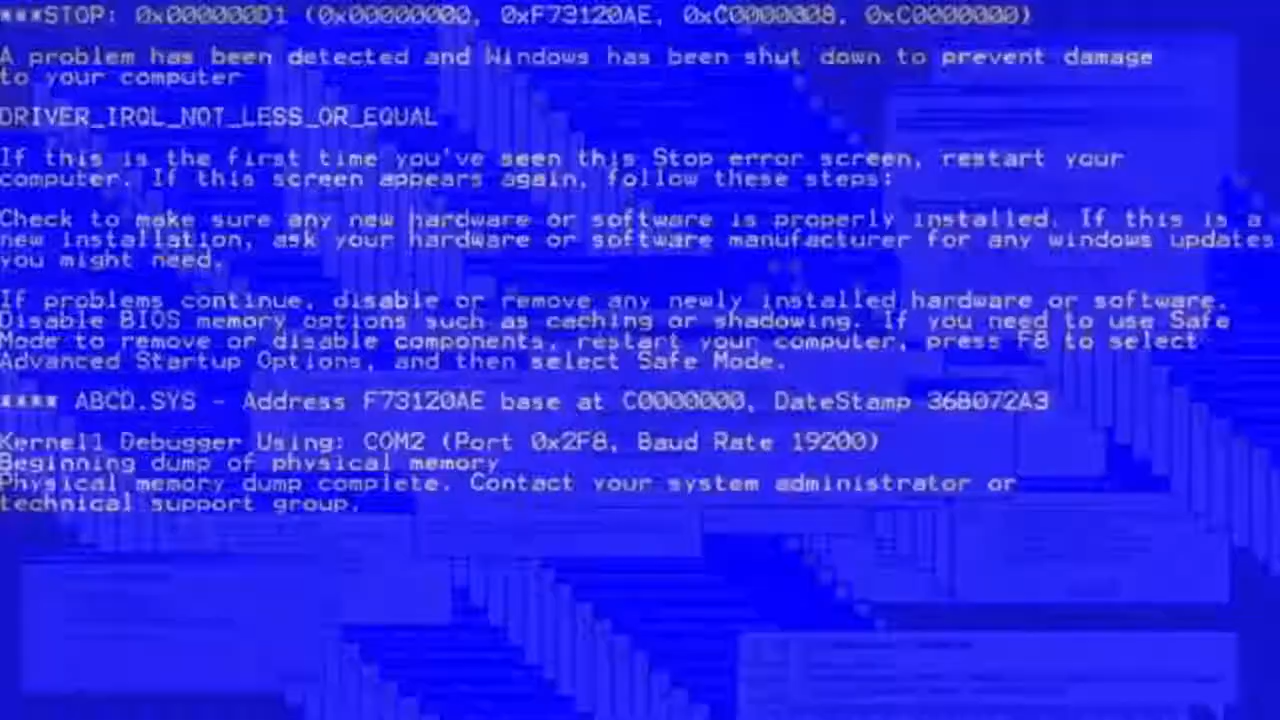 ***STOP: 0x000000D1 (0x00000000, 0xF73120AE, 0xC0000008, 0xC0000000)
A problem has been detected and Windows has been shut down to prevent damage
to your computer
DRIVER_IRQL_NOT_LESS_OR_EQUAL
If this is the first time you've seen this Stop error screen, restart your
computer. If this screen appears again, follow these steps:
Check to make sure any new hardware or software is properly installed. If this is a
new installation, ask your hardware or software manufacturer for any windows updates
you might need.
If problems continue, disable or remove any newly installed hardware or software.
Disable BIOS memory options such as caching or shadowing. If you need to use Safe
Mode to remove or disable components, restart your computer, press F8 to select
Advanced Startup Options, and then select Safe Mode.
**** ABCD.SYS - Address F73120AE base at C0000000, DateStamp 36B072A3
Kernel1 Debugger Using: COM2 (Port 0x2F8, Baud Rate 19200)
Beginning dump of physical memory
Physical memory dump complete. Contact your system administrator or
technical support group.